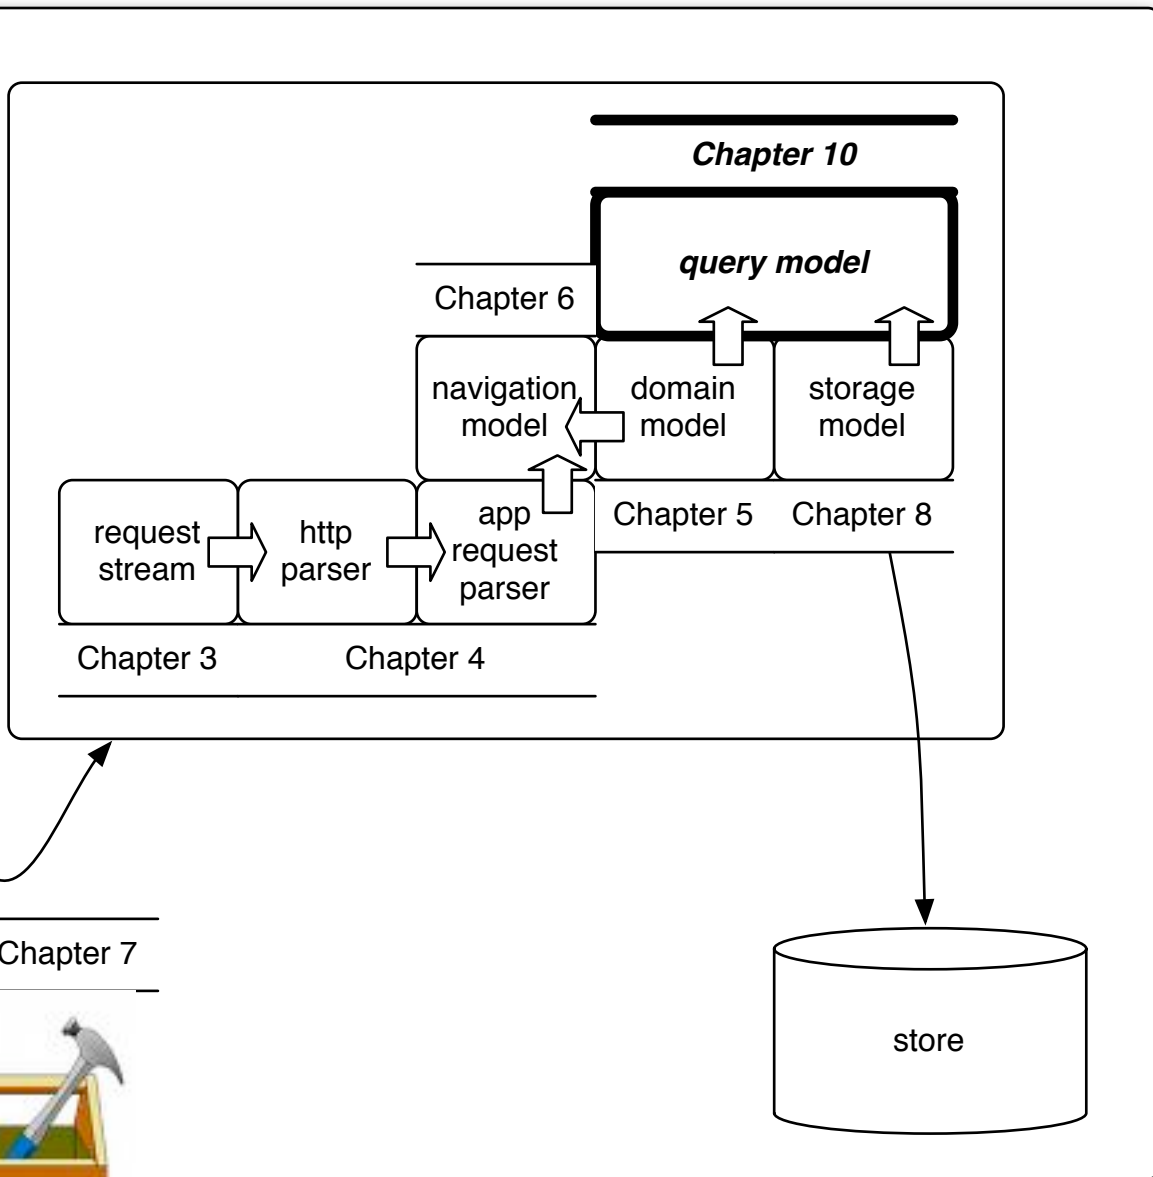 Chapter 10
query model
Chapter 6
navigation
model
domain
model
storage
model
Chapter 5
Chapter 8
request
stream
http
parser
app
request
parser
Chapter 3
Chapter 4
Chapter 7
store